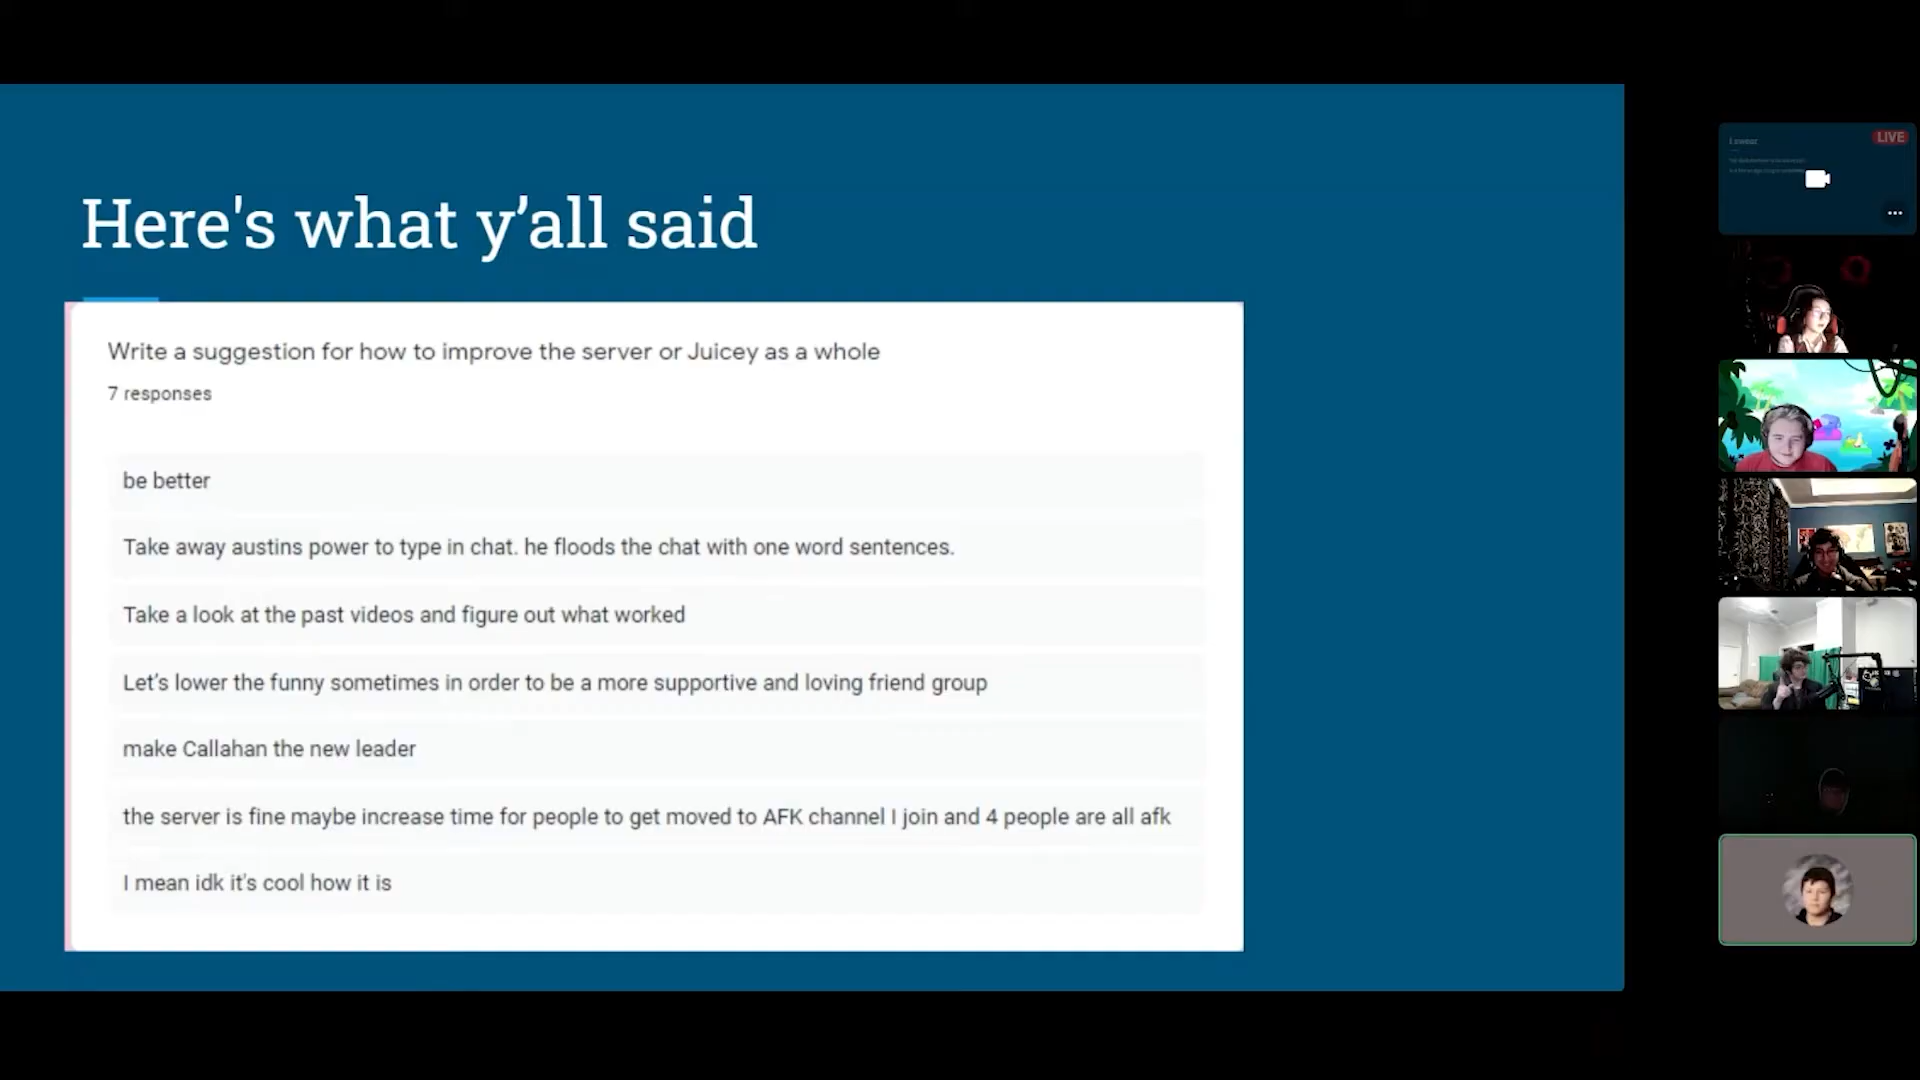 Here's what y’all said
Write a suggestion for how to improve the server or Juicey as a whole
7 responses
be better
Take away austins power to type in chat. he floods the chat with one word sentences.
Take a look at the past videos and figure out what worked
Let’s lower the funny sometimes in order to be a more supportive and loving friend group
make Callahan the new leader
the server is fine maybe increase time for people to get moved to AFK channel I join and 4 people are all afk
I mean idk it's cool how it is
LIVE
I swear